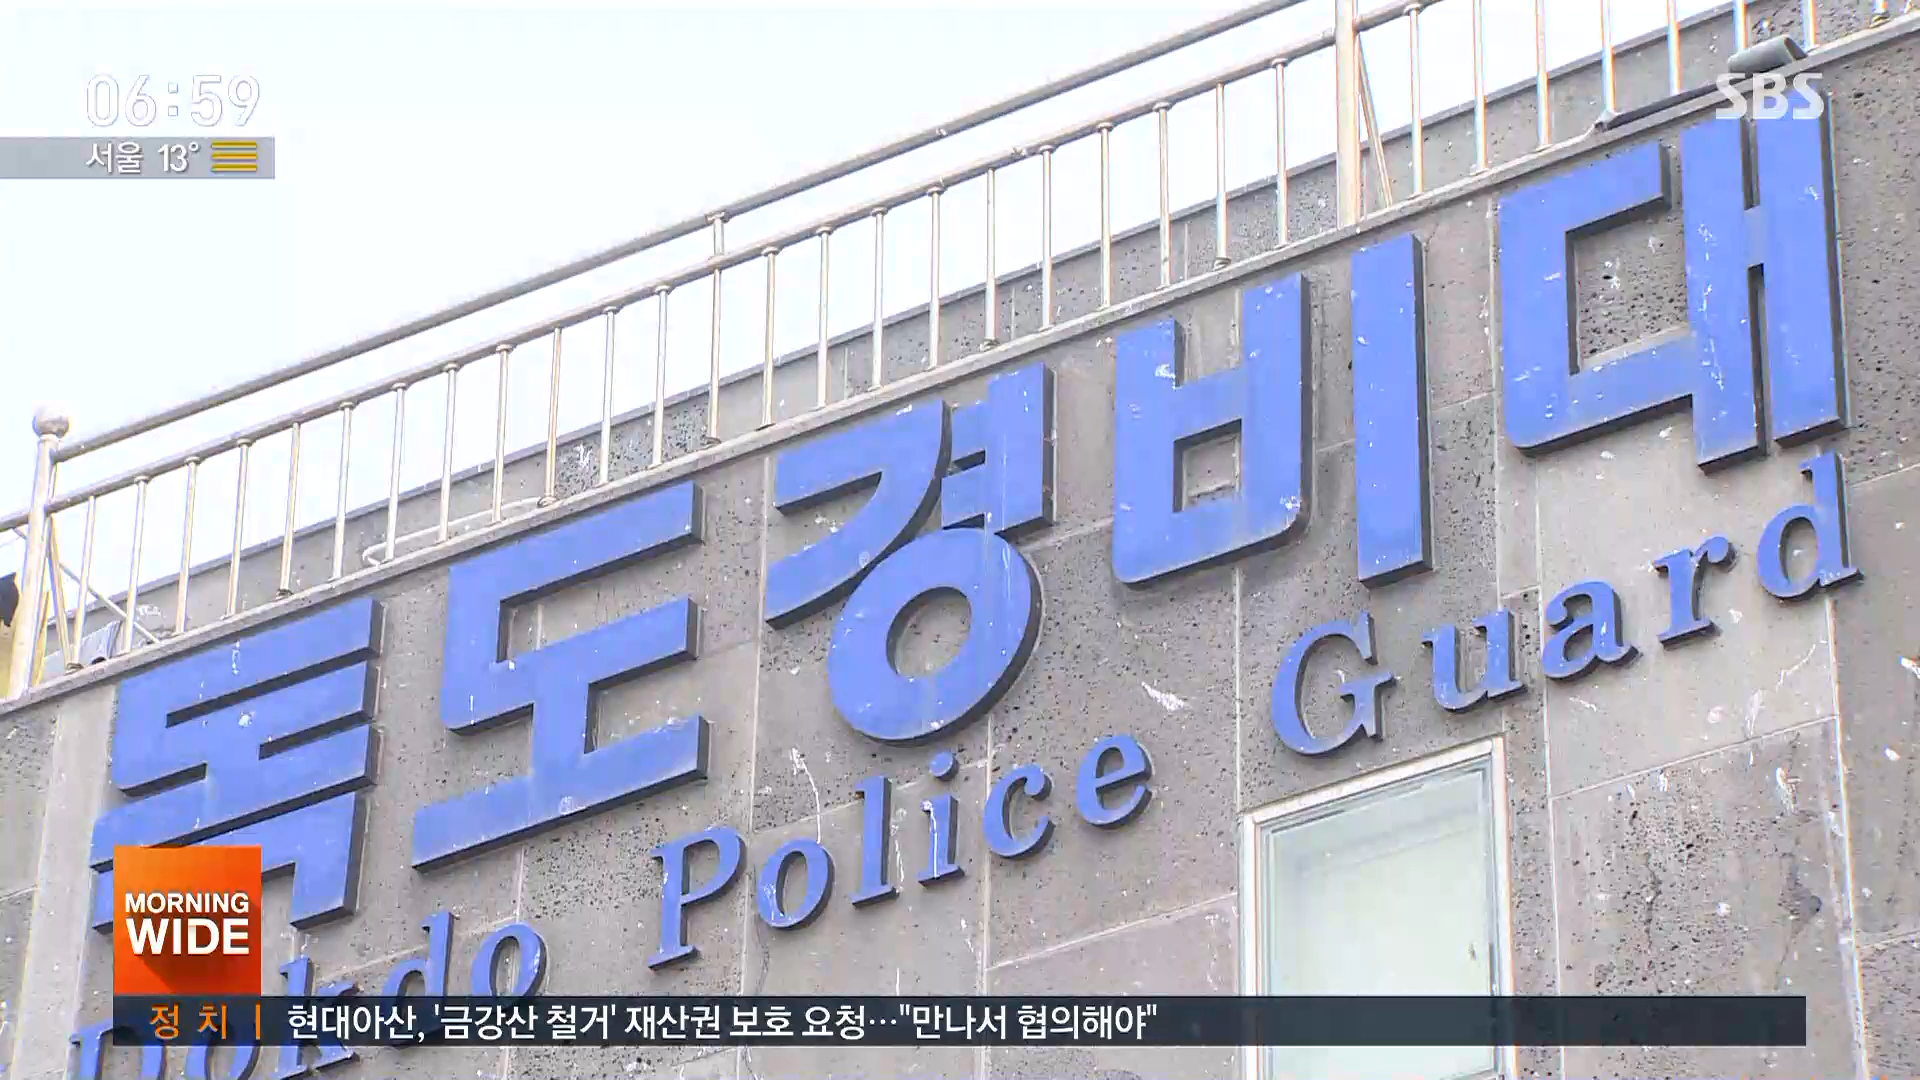 06:59
SBS
서울 13°
독도경비대
Dokdo Police Guard
MORNING
WIDE
정치 | 현대아산, '금강산 철거' 재산권 보호 요청…"만나서 협의해야"